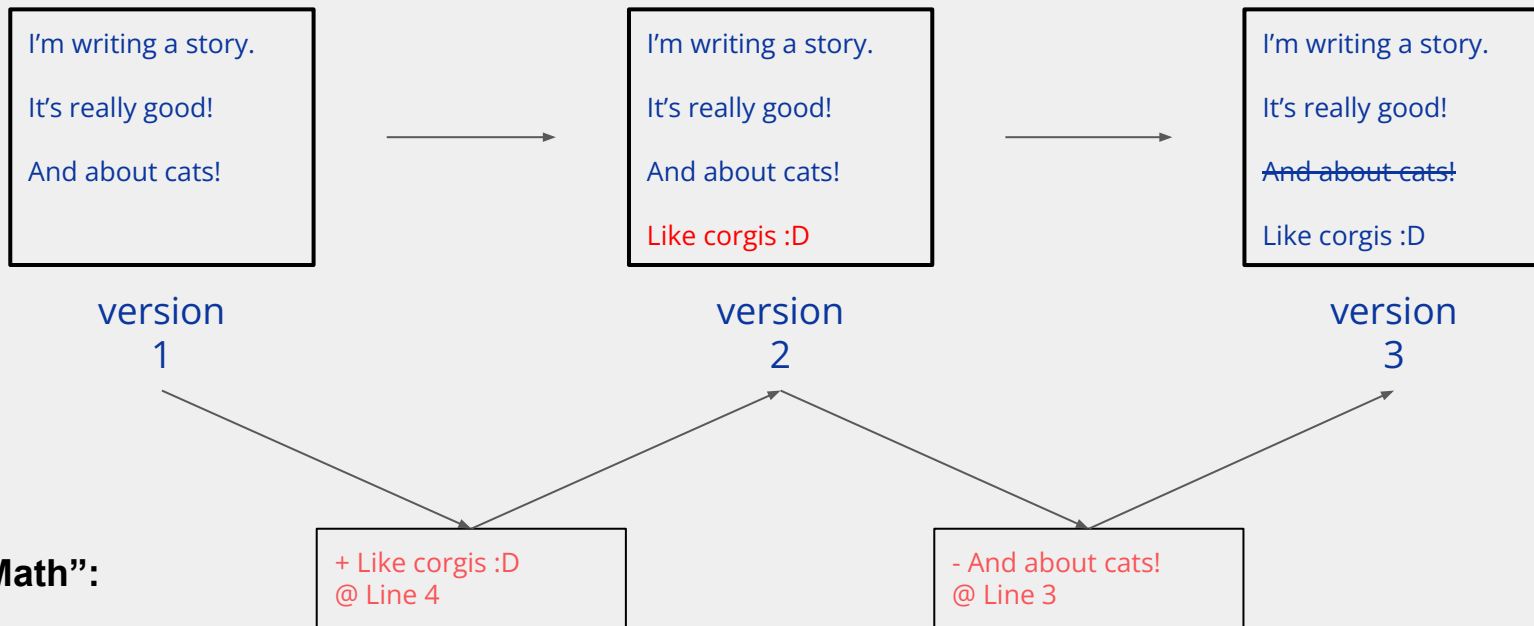 I'm writing a story.
It's really good!
And about cats!
I'm writing a story.
It's really good!
And about cats!
Like corgis :D
I'm writing a story.
It's really good!
And about cats!
Like corgis :D
version
1
version
2
version
3
Math”:
+ Like corgis :D
@ Line 4
- And about cats!
@ Line 3